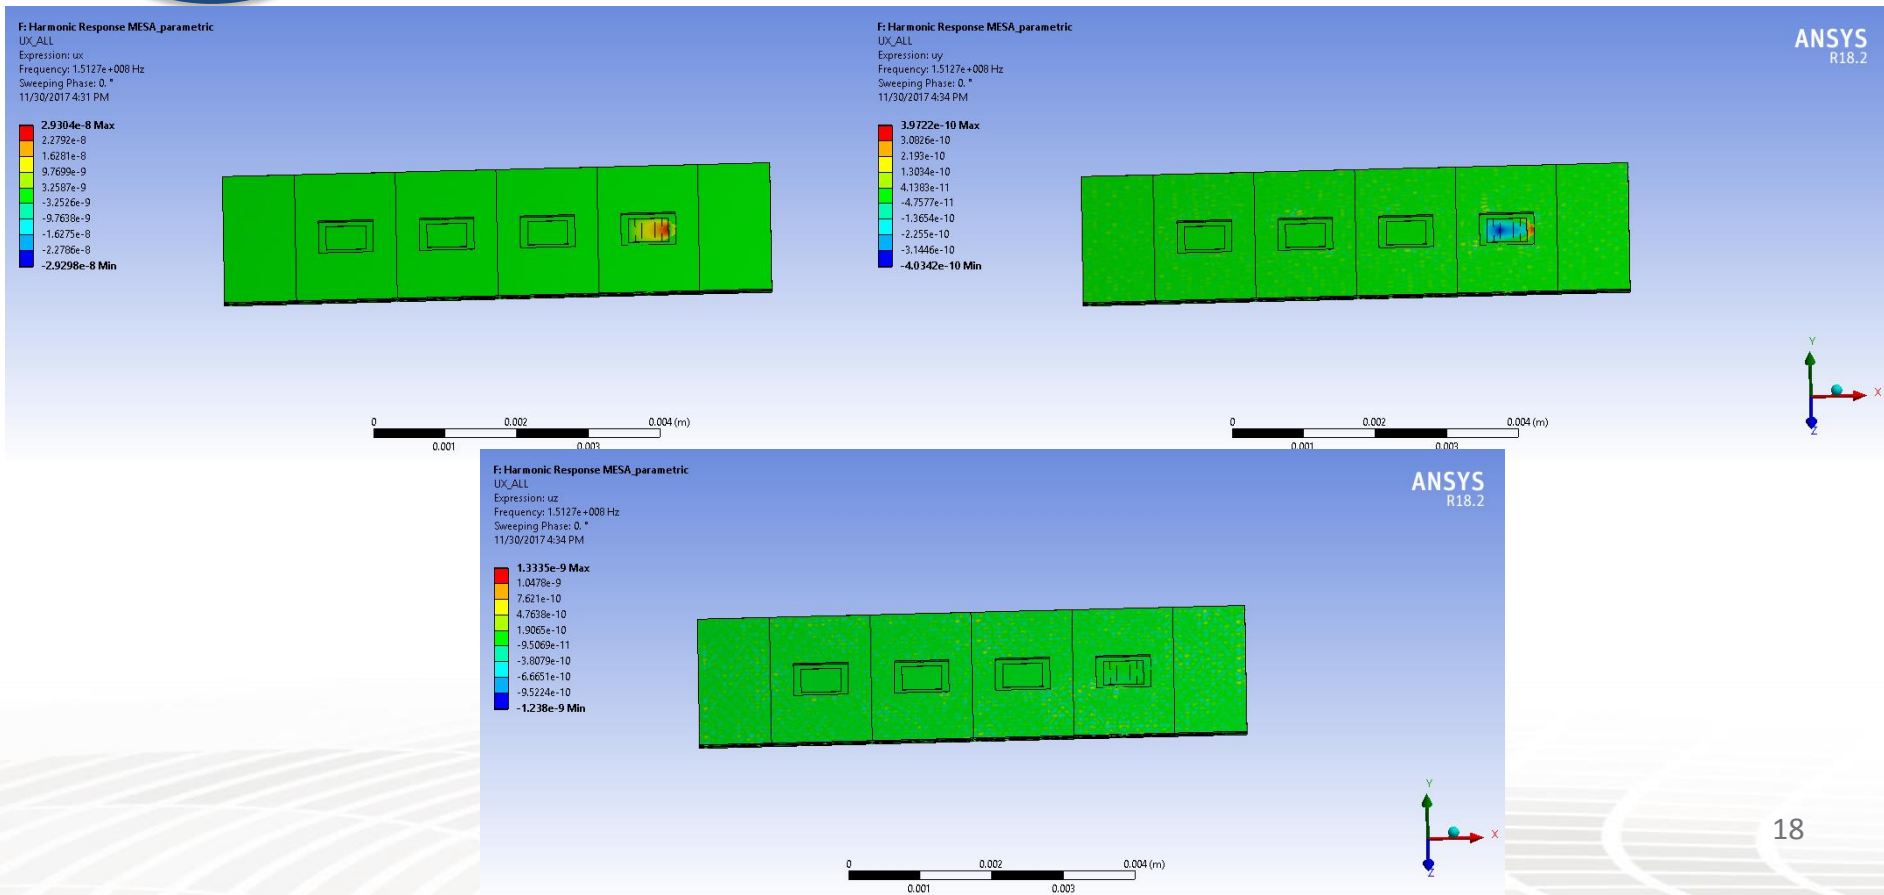 F: Harmonic Response MESA_parametric
UX_ALL
Expression: ux
Frequency: 1.5127e+008 Hz
Sweeping Phase: 0. °
11/30/2017 4:31 PM
2.9304e-8 Max
2.2792e-8
1.6281e-8
9.7699e-9
3.2587e-9
-3.2526e-9
-9.7638e-9
-1.6275e-8
-2.2786e-8
-2.9298e-8 Min
0 0.002 0.004 (m)
0.001 0.003
F: Harmonic Response MESA_parametric
UX_ALL
Expression: uy
Frequency: 1.5127e+008 Hz
Sweeping Phase: 0. °
11/30/2017 4:34 PM
ANSYS
R18.2
3.9722e-10 Max
3.0826e-10
2.193e-10
1.3034e-10
4.1383e-11
-4.7577e-11
-1.3654e-10
-2.255e-10
-3.1446e-10
-4.0342e-10 Min
Y
X
Z
0 0.002 0.004 (m)
0.001 0.003
F: Harmonic Response MESA_parametric
UX_ALL
Expression: uz
Frequency: 1.5127e+008 Hz
Sweeping Phase: 0. °
11/30/2017 4:34 PM
ANSYS
R18.2
1.3335e-9 Max
1.0478e-9
7.621e-10
4.7638e-10
1.9065e-10
-9.5069e-11
-3.8079e-10
-6.6651e-10
-9.5224e-10
-1.238e-9 Min
Y
X
Z
0 0.002 0.004 (m)
0.001 0.003
18